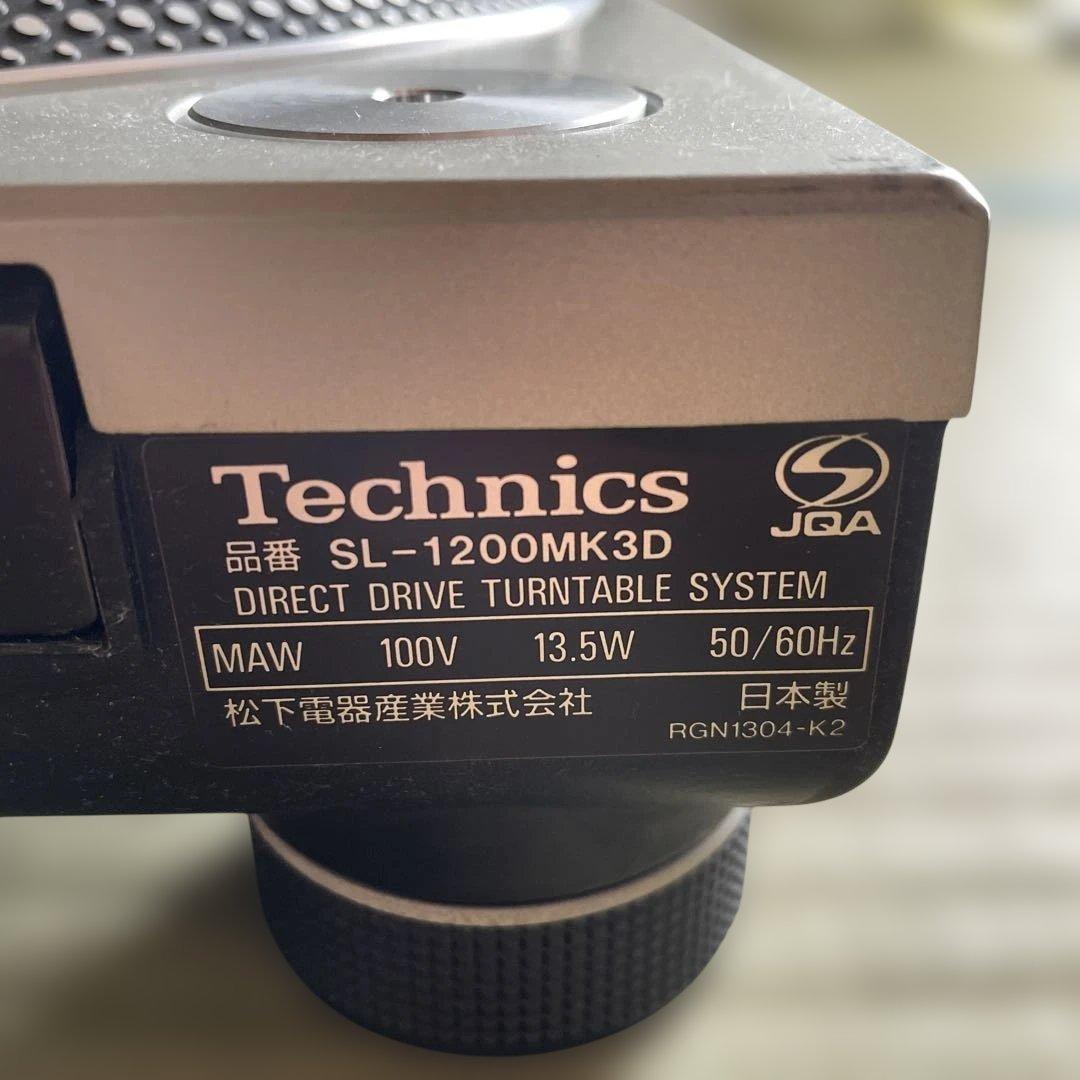 Technics
JQA
品番 SL-1200MK3D
DIRECT DRIVE TURNTABLE SYSTEM
MAW 100V 13.5W 50/60Hz
松下電器産業株式会社 日本製
RGN1304-K2